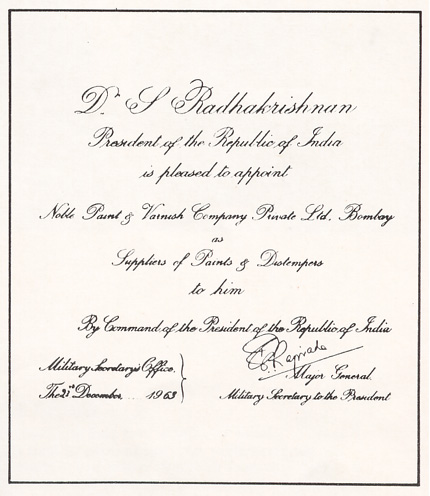 Dr S Radhakrishnan
President of the Republic of India
is pleased to appoint
Noble Paint & Varnish Company Private Ltd. Bombay
as
Suppliers of Paints & Distempers
to him
By Command of the President of the Republic of India
Military Secretary's Office.
Major General.
The December 1963
Military Secretary to the President